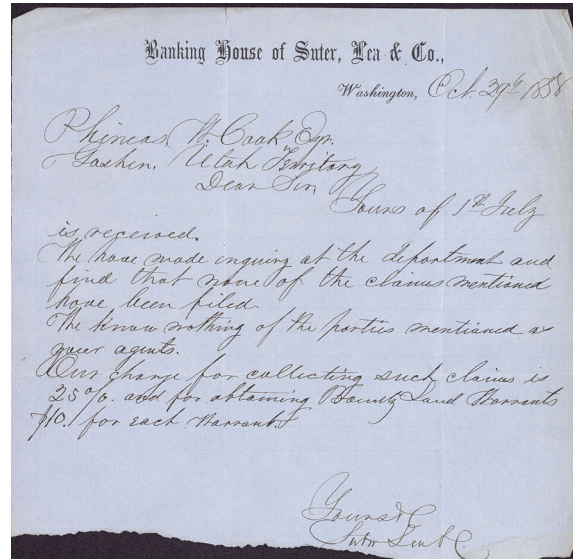 Banking House of Suter, Lea & Co.,
Washington, Oct. 29th 1858
Phineas W. Cook Esqr.
Goshin. Utah Territory
Dear Sir,
Yours of 1st July
is received.
We have made inquiry at the department and
find that none of the claims mentioned
have been filed.
We know nothing of the parties mentioned as
your agents.
Our charge for collecting such claims is
25%. and for obtaining Bounty Land Warrants
$10. for each Warrant.
Yours &c
Suter Lea & C